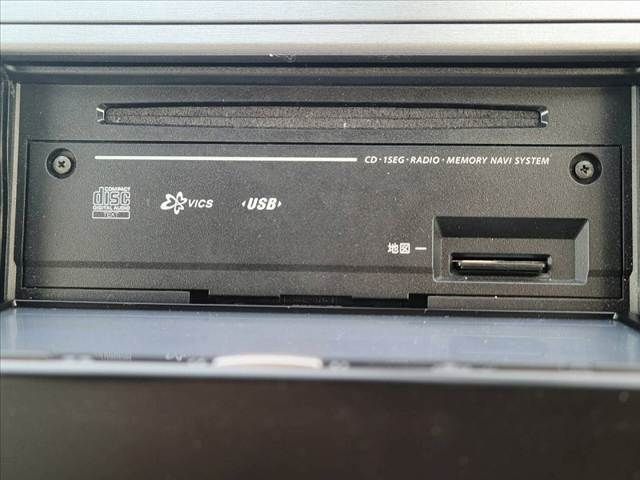 CD・1SEG・RADIO・MEMORY NAVI SYSTEM
COMPACT
disc
DIGITAL AUDIO
TEXT
VICS
USB
地図